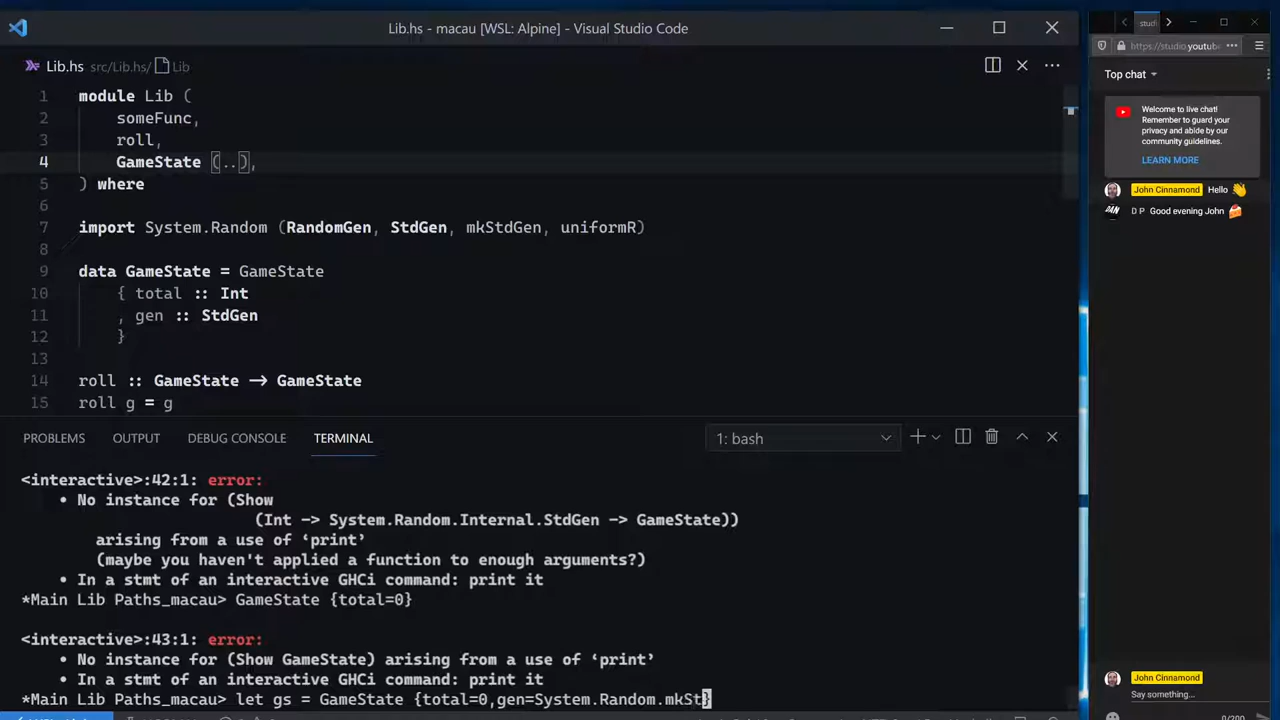 Lib.hs - macau [WSL: Alpine] - Visual Studio Code
Lib.hs src/Lib.hs/ Lib
1 module Lib (
2 someFunc,
3 roll,
4 GameState (..),
5 ) where
6
7 import System.Random (RandomGen, StdGen, mkStdGen, uniformR)
8
9 data GameState = GameState
10 { total :: Int
11 , gen :: StdGen
12 }
13
14 roll :: GameState → GameState
15 roll g = g
PROBLEMS OUTPUT DEBUG CONSOLE TERMINAL 1: bash
<interactive>:42:1: error:
• No instance for (Show
(Int -> System.Random.Internal.StdGen -> GameState))
arising from a use of ‘print’
(maybe you haven't applied a function to enough arguments?)
• In a stmt of an interactive GHCi command: print it
*Main Lib Paths_macau> GameState {total=0}
<interactive>:43:1: error:
• No instance for (Show GameState) arising from a use of ‘print’
• In a stmt of an interactive GHCi command: print it
*Main Lib Paths_macau> let gs = GameState {total=0,gen=System.Random.mkSt}
studi
https://studio.youtube
Top chat
Welcome to live chat!
Remember to guard your
privacy and abide by our
community guidelines.
LEARN MORE
John Cinnamond Hello 👋
D P Good evening John 🍰
John Cinnamond
Say something...
0/200